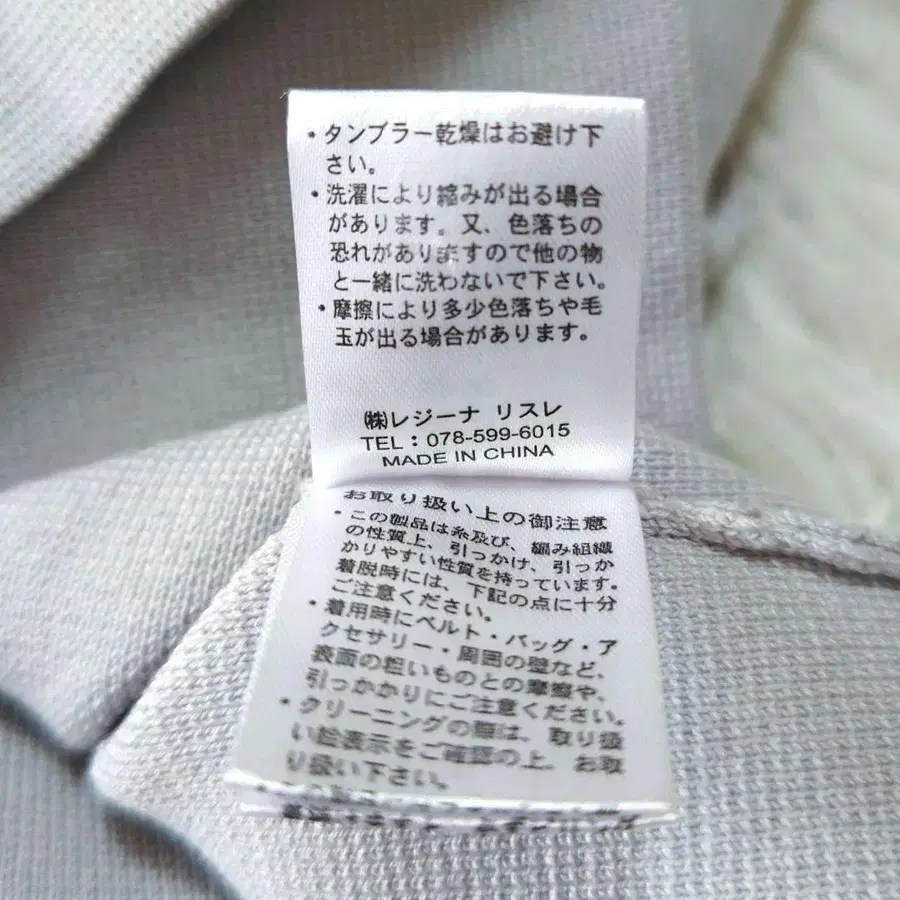 ・タンブラー乾燥はお避け下
さい。
・洗濯により縮みが出る場合
があります。又、色落ちの
恐れがありますので他の物
と一緒に洗わないで下さい。
・摩擦により多少色落ちや毛
玉が出る場合があります。
㈱レジーナ リスレ
TEL:078-599-6015
MADE IN CHINA
お取り扱い上の御注意
・この製品は糸及び、編み組織
の性質上、引っかけ、引っか
かりやすい性質を持っています。
着脱時には、下記の点に十分
ご注意ください。
・着用時にベルト・バッグ・ア
クセサリー・周囲の壁など、
表面の粗いものとの摩擦や、
引っかかりにご注意ください。
・クリーニングの際は、取り扱
い絵表示をご確認の上、お取
り扱い下さい。